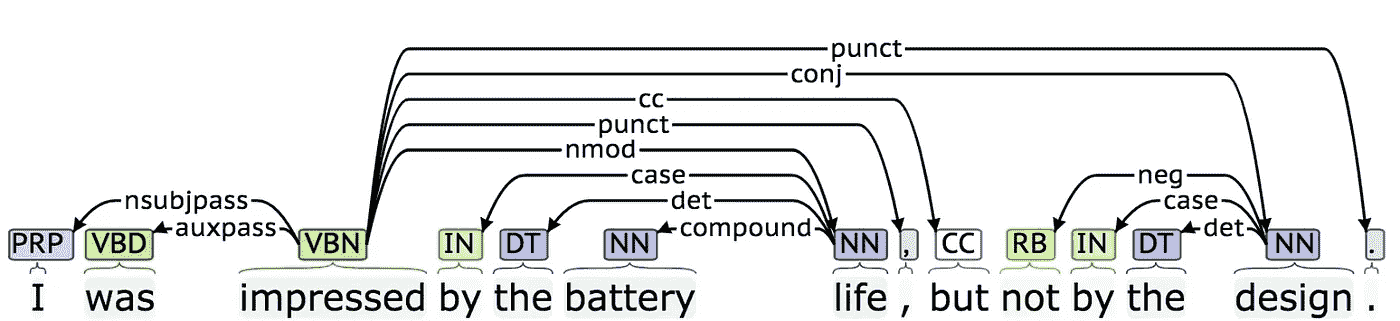 punct
conj
cc
punct
nmod
case neg
nsubjpass det case
auxpass compound det
PRP VBD VBN IN DT NN NN , CC RB IN DT NN .
I was impressed by the battery life , but not by the design .